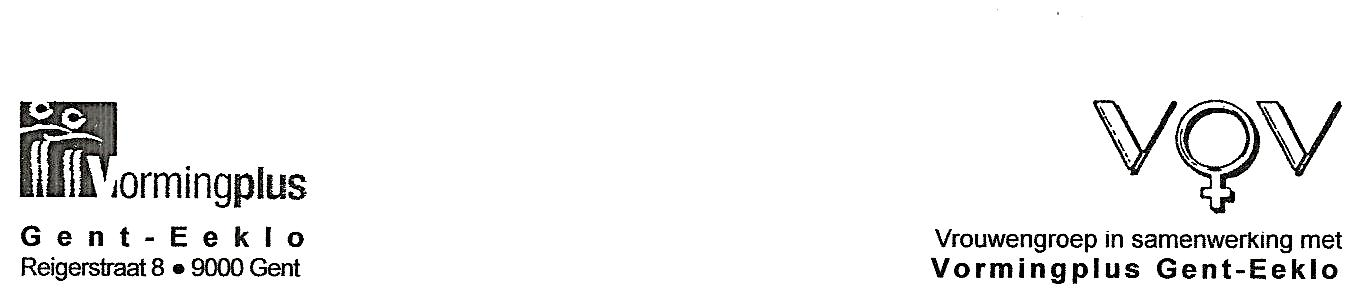 Vormingplus
Gent-Eeklo
Reigerstraat 8 ● 9000 Gent
VOV
Vrouwengroep in samenwerking met
Vormingplus Gent-Eeklo